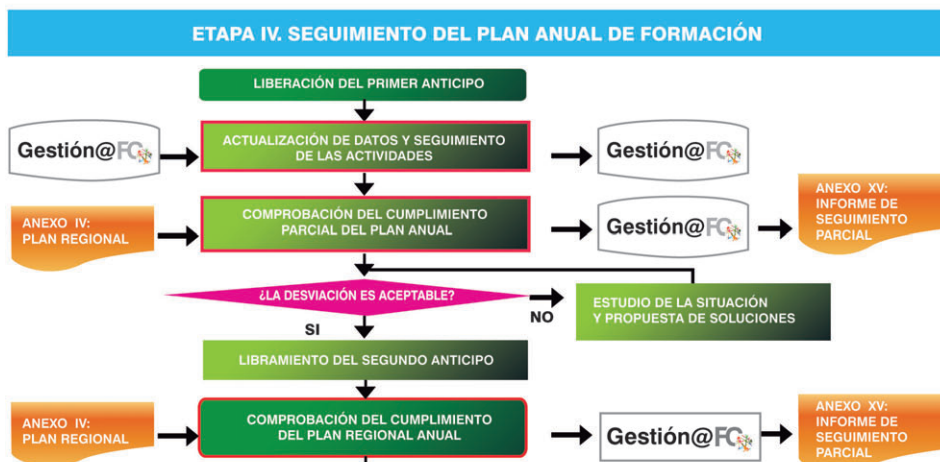 ETAPA IV. SEGUIMIENTO DEL PLAN ANUAL DE FORMACIÓN
LIBERACIÓN DEL PRIMER ANTICIPO
Gestión@FC
ACTUALIZACIÓN DE DATOS Y SEGUIMIENTO
DE LAS ACTIVIDADES
Gestión@FC
ANEXO IV:
PLAN REGIONAL
COMPROBACIÓN DEL CUMPLIMIENTO
PARCIAL DEL PLAN ANUAL
Gestión@FC
ANEXO XV:
INFORME DE
SEGUIMIENTO
PARCIAL
¿LA DESVIACIÓN ES ACEPTABLE?
NO
ESTUDIO DE LA SITUACIÓN
Y PROPUESTA DE SOLUCIONES
SI
LIBRAMIENTO DEL SEGUNDO ANTICIPO
ANEXO IV:
PLAN REGIONAL
COMPROBACIÓN DEL CUMPLIMIENTO
DEL PLAN REGIONAL ANUAL
Gestión@FC
ANEXO XV:
INFORME DE
SEGUIMIENTO
PARCIAL